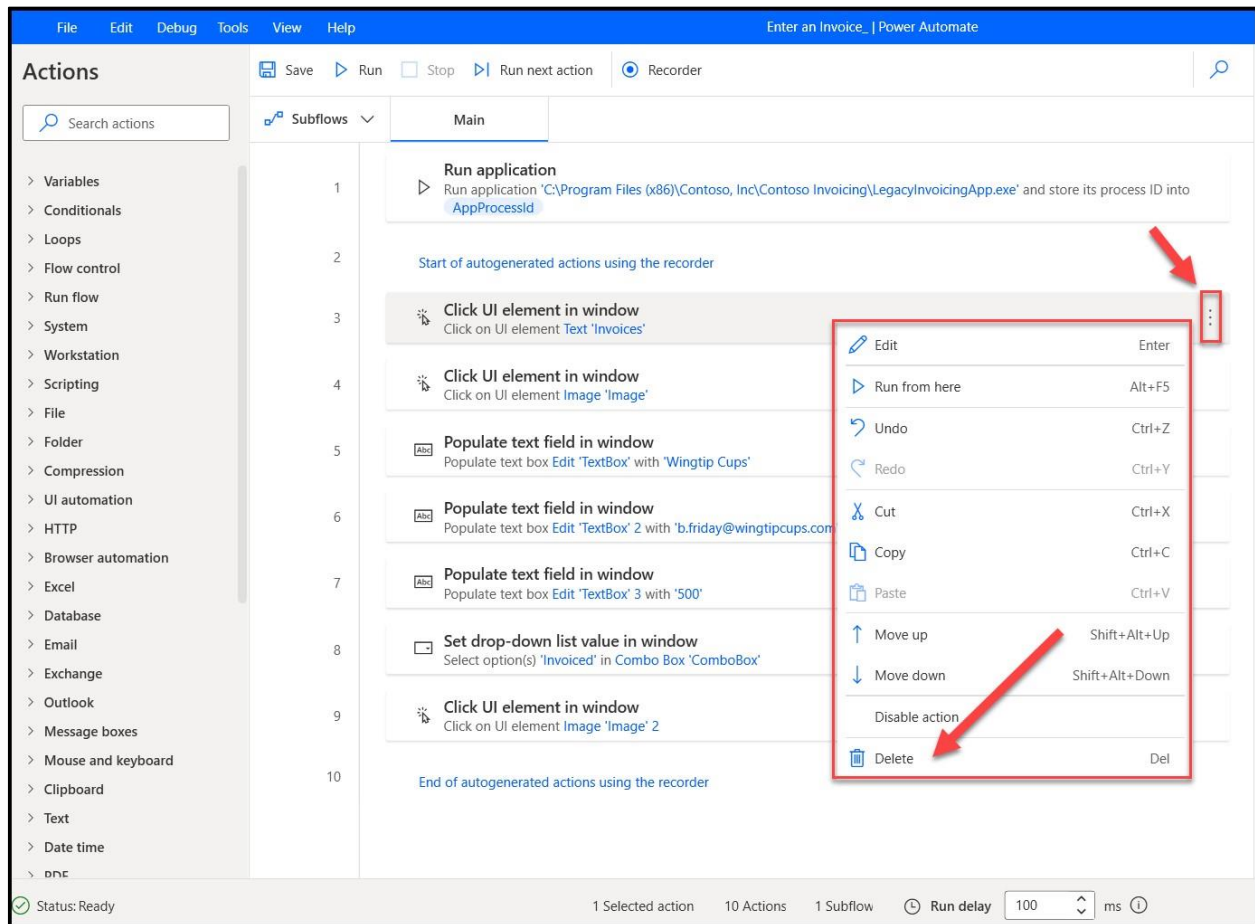 File Edit Debug Tools View Help
Enter an Invoice_ | Power Automate
Actions
Save Run Stop Run next action Recorder
Search actions
Subflows Main
Variables
Conditionals
Loops
Flow control
Run flow
System
Workstation
Scripting
File
Folder
Compression
UI automation
HTTP
Browser automation
Excel
Database
Email
Exchange
Outlook
Message boxes
Mouse and keyboard
Clipboard
Text
Date time
PDF
1
Run application
Run application 'C:\Program Files (x86)\Contoso, Inc\Contoso Invoicing\LegacyInvoicingApp.exe' and store its process ID into
AppProcessId
2
Start of autogenerated actions using the recorder
3
Click UI element in window
Click on UI element Text 'Invoices'
4
Click UI element in window
Click on UI element Image 'Image'
5
Abc Populate text field in window
Populate text box Edit 'TextBox' with 'Wingtip Cups'
6
Abc Populate text field in window
Populate text box Edit 'TextBox' 2 with 'b.friday@wingtipcups.com'
7
Abc Populate text field in window
Populate text box Edit 'TextBox' 3 with '500'
8
Set drop-down list value in window
Select option(s) 'Invoiced' in Combo Box 'ComboBox'
9
Click UI element in window
Click on UI element Image 'Image' 2
10
End of autogenerated actions using the recorder
Edit Enter
Run from here Alt+F5
Undo Ctrl+Z
Redo Ctrl+Y
Cut Ctrl+X
Copy Ctrl+C
Paste Ctrl+V
Move up Shift+Alt+Up
Move down Shift+Alt+Down
Disable action
Delete Del
Status: Ready 1 Selected action 10 Actions 1 Subflow Run delay 100 ms